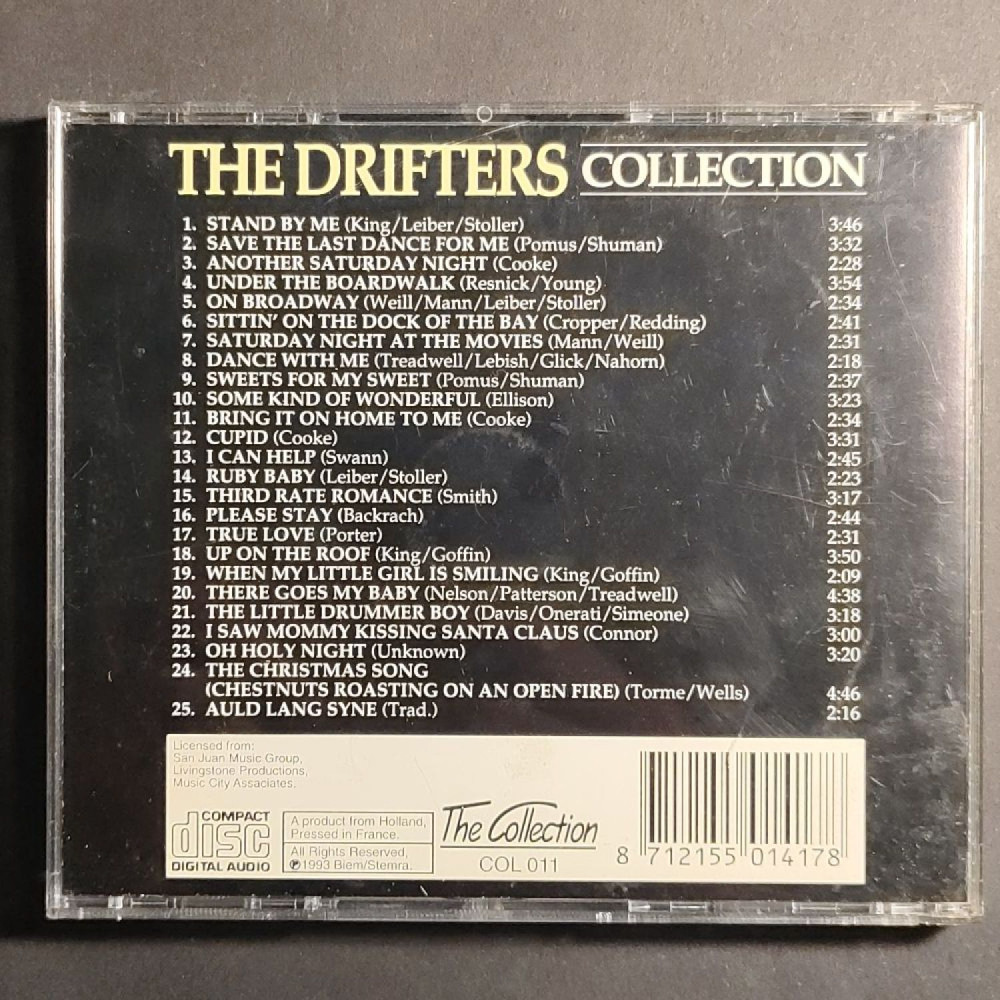 THE DRIFTERS COLLECTION
1. STAND BY ME (King/Leiber/Stoller) 3:46
2. SAVE THE LAST DANCE FOR ME (Pomus/Shuman) 3:32
3. ANOTHER SATURDAY NIGHT (Cooke) 2:28
4. UNDER THE BOARDWALK (Resnick/Young) 3:54
5. ON BROADWAY (Weill/Mann/Leiber/Stoller) 2:34
6. SITTIN' ON THE DOCK OF THE BAY (Cropper/Redding) 2:41
7. SATURDAY NIGHT AT THE MOVIES (Mann/Weill) 2:31
8. DANCE WITH ME (Treadwell/Lebish/Glick/Nahorn) 2:18
9. SWEETS FOR MY SWEET (Pomus/Shuman) 2:37
10. SOME KIND OF WONDERFUL (Ellison) 3:23
11. BRING IT ON HOME TO ME (Cooke) 2:34
12. CUPID (Cooke) 3:31
13. I CAN HELP (Swann) 2:45
14. RUBY BABY (Leiber/Stoller) 2:23
15. THIRD RATE ROMANCE (Smith) 3:17
16. PLEASE STAY (Backrach) 2:44
17. TRUE LOVE (Porter) 2:31
18. UP ON THE ROOF (King/Goffin) 3:50
19. WHEN MY LITTLE GIRL IS SMILING (King/Goffin) 2:09
20. THERE GOES MY BABY (Nelson/Patterson/Treadwell) 4:38
21. THE LITTLE DRUMMER BOY (Davis/Onerati/Simeone) 3:18
22. I SAW MOMMY KISSING SANTA CLAUS (Connor) 3:00
23. OH HOLY NIGHT (Unknown) 3:20
24. THE CHRISTMAS SONG
(CHESTNUTS ROASTING ON AN OPEN FIRE) (Torme/Wells) 4:46
25. AULD LANG SYNE (Trad.) 2:16
Licensed from:
San Juan Music Group,
Livingstone Productions,
Music City Assaciates.
COMPACT
disc
DIGITAL AUDIO
A product from Holland,
Pressed in France.
All Rights Reserved,
℗1993 Biem/Stemra.
The Collection
COL 011
8 712155 014178